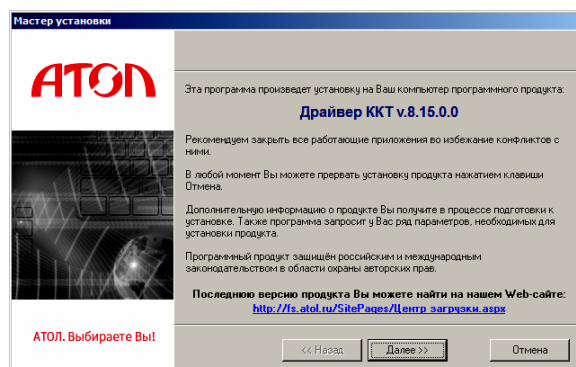 Мастер установки
АТОЛ
Эта программа произведет установку на Ваш компьютер программного продукта:
Драйвер ККТ v.8.15.0.0
Рекомендуем закрыть все работающие приложения во избежание конфликтов с
ними.
В любой момент Вы можете прервать установку продукта нажатием клавиши
Отмена.
Дополнительную информацию о продукте Вы получите в процессе подготовки к
установке. Также программа запросит у Вас ряд параметров, необходимых для
установки продукта.
Программный продукт защищён российским и международным
законодательством в области охраны авторских прав.
Последнюю версию продукта Вы можете найти на нашем Web-сайте:
http://fs.atol.ru/SitePages/Центр загрузки.aspx
АТОЛ. Выбираете Вы!
<< Назад
Далее >>
Отмена